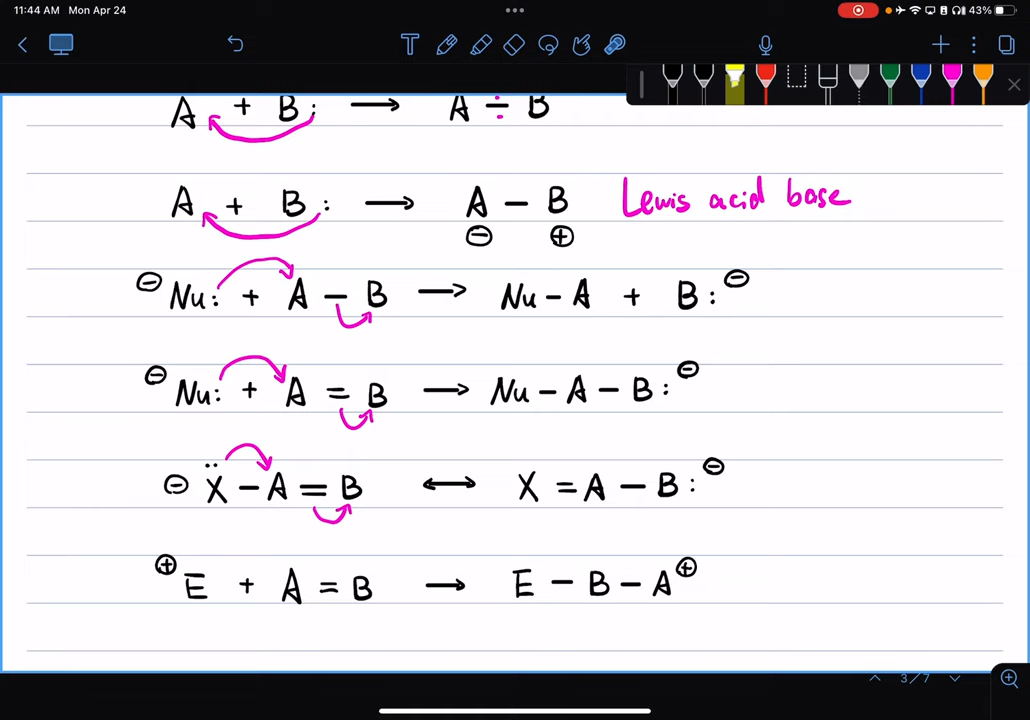 11:44 AM Mon Apr 24
43%
T
A + B: ⟶ A ÷ B
A + B: ⟶ A − B Lewis acid base
⊖ ⊕
⊖Nu: + A − B ⟶ Nu − A + B:⊖
⊖Nu: + A = B ⟶ Nu − A − B:⊖
⊖ Ẍ − A = B ⟷ X = A − B:⊖
⊕E + A = B ⟶ E − B − A⊕
3/7